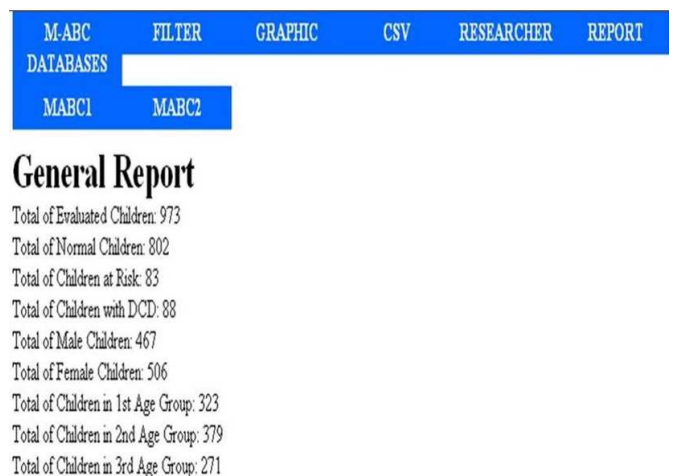 M-ABC FILTER GRAPHIC CSV RESEARCHER REPORT
DATABASES
MABC1 MABC2
General Report
Total of Evaluated Children: 973
Total of Normal Children: 802
Total of Children at Risk: 83
Total of Children with DCD: 88
Total of Male Children: 467
Total of Female Children: 506
Total of Children in 1st Age Group: 323
Total of Children in 2nd Age Group: 379
Total of Children in 3rd Age Group: 271